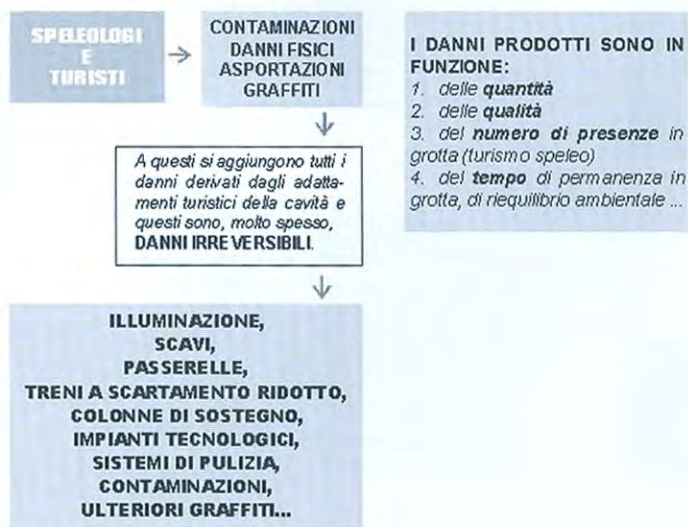 SPELEOLOGI
E
TURISTI
CONTAMINAZIONI
DANNI FISICI
ASPORTAZIONI
GRAFFITI
A questi si aggiungono tutti i
danni derivati dagli adatta-
menti turistici della cavità e
questi sono, molto spesso,
DANNI IRREVERSIBILI.
ILLUMINAZIONE,
SCAVI,
PASSERELLE,
TRENI A SCARTAMENTO RIDOTTO,
COLONNE DI SOSTEGNO,
IMPIANTI TECNOLOGICI,
SISTEMI DI PULIZIA,
CONTAMINAZIONI,
ULTERIORI GRAFFITI...
I DANNI PRODOTTI SONO IN
FUNZIONE:
1. delle quantità
2. delle qualità
3. del numero di presenze in
grotta (turismo speleo)
4. del tempo di permanenza in
grotta, di riequilibrio ambientale ...